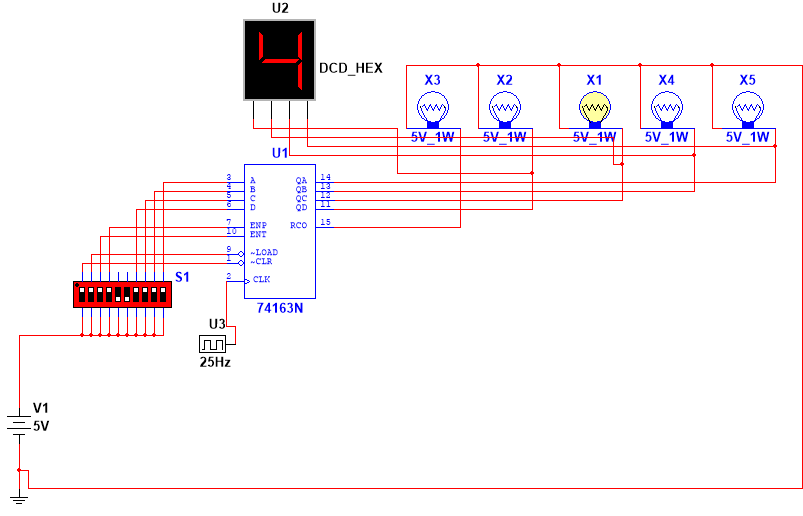 U2
4
DCD_HEX
X3 X2 X1 X4 X5
5V_1W 5V_1W 5V_1W 5V_1W 5V_1W
U1
3 A QA 14
4 B QB 13
5 C QC 12
6 D QD 11
7 ENP RCO 15
10 ENT
9 ~LOAD
1 ~CLR
2 CLK
S1
74163N
U3
25Hz
V1
5V